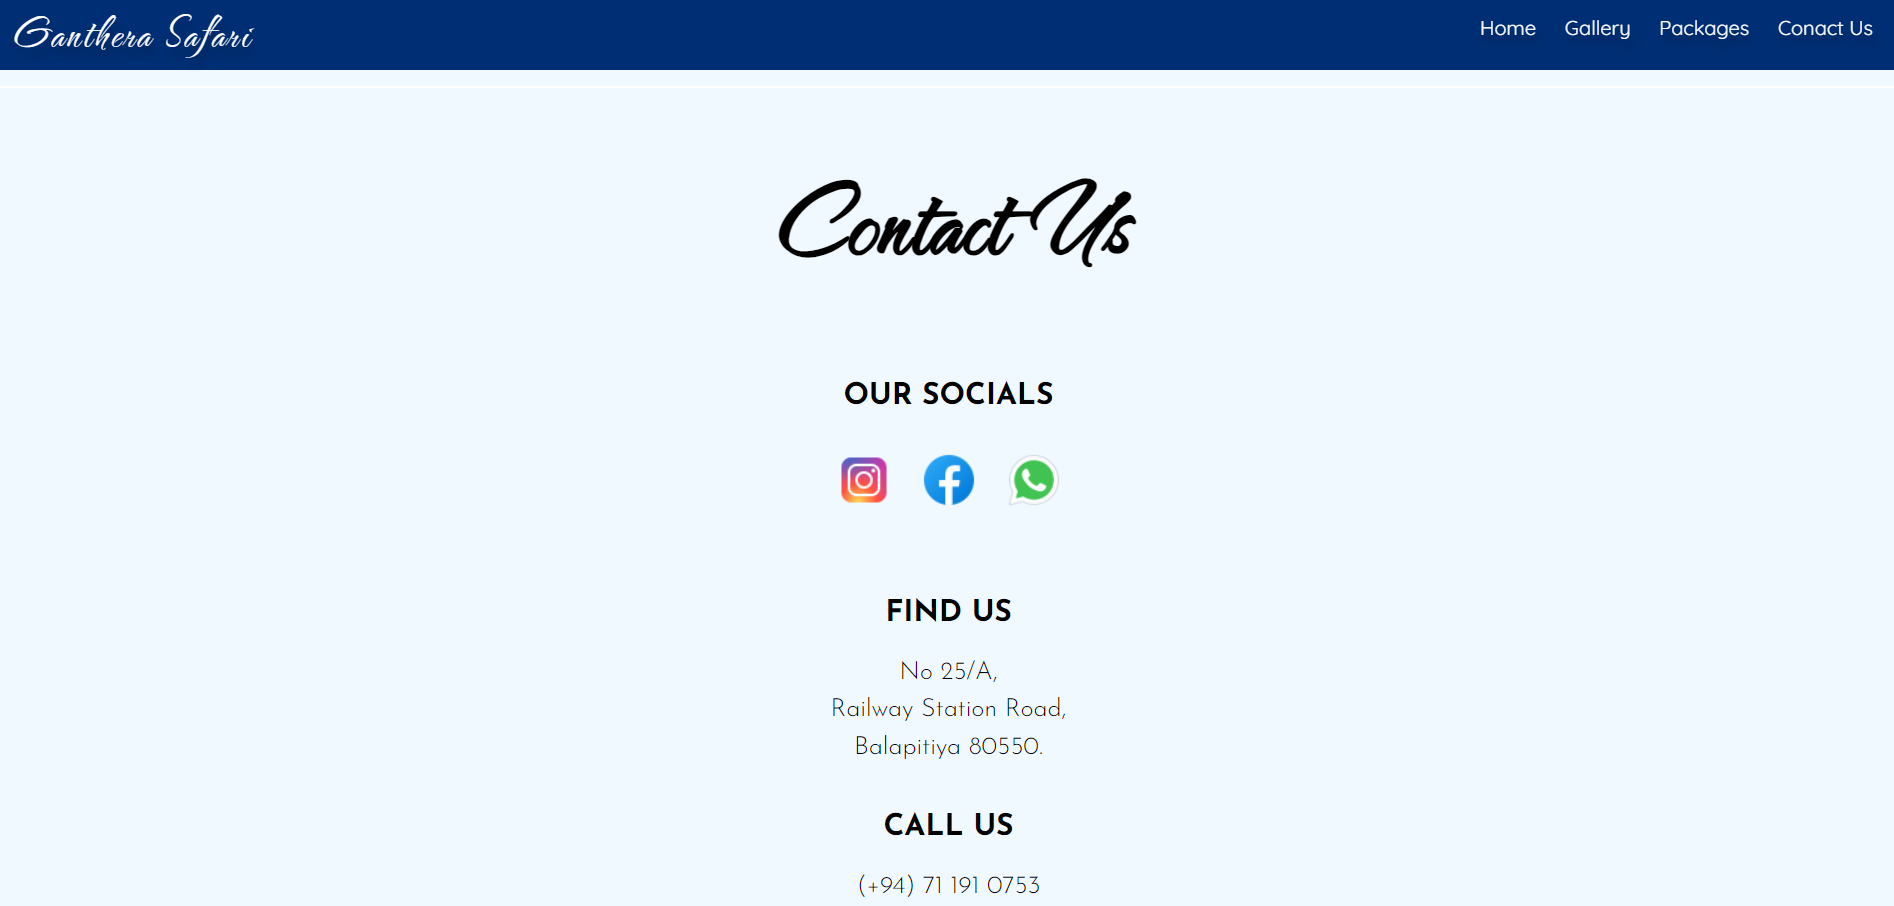 Ganthera Safari
Home Gallery Packages Conact Us
Contact Us
OUR SOCIALS
FIND US
No 25/A,
Railway Station Road,
Balapitiya 80550.
CALL US
(+94) 71 191 0753